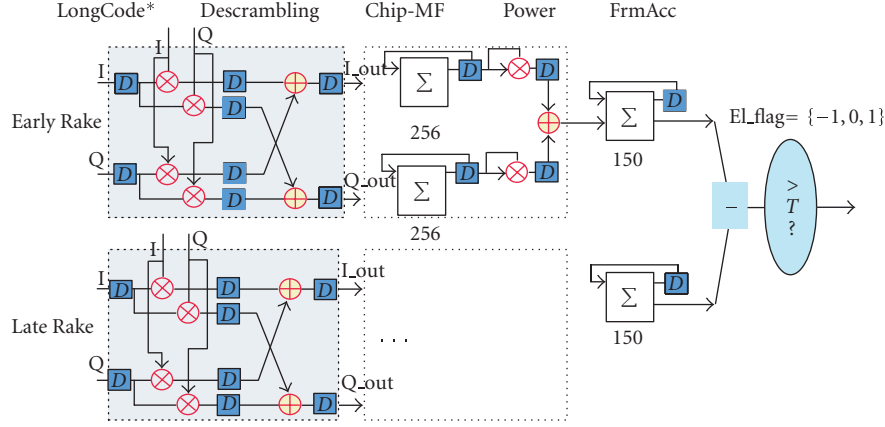 LongCode* Descrambling Chip-MF Power FrmAcc
I Q
I D × D + D I_out Σ D × D
Early Rake × D 256 + Σ D El_flag= {−1, 0, 1}
Q D × D Σ D × D 150
× D + D Q_out 256
− > T ?
I Q
I D × D + D I_out Σ D
Late Rake × D . . . 150
Q D × D
× D + D Q_out